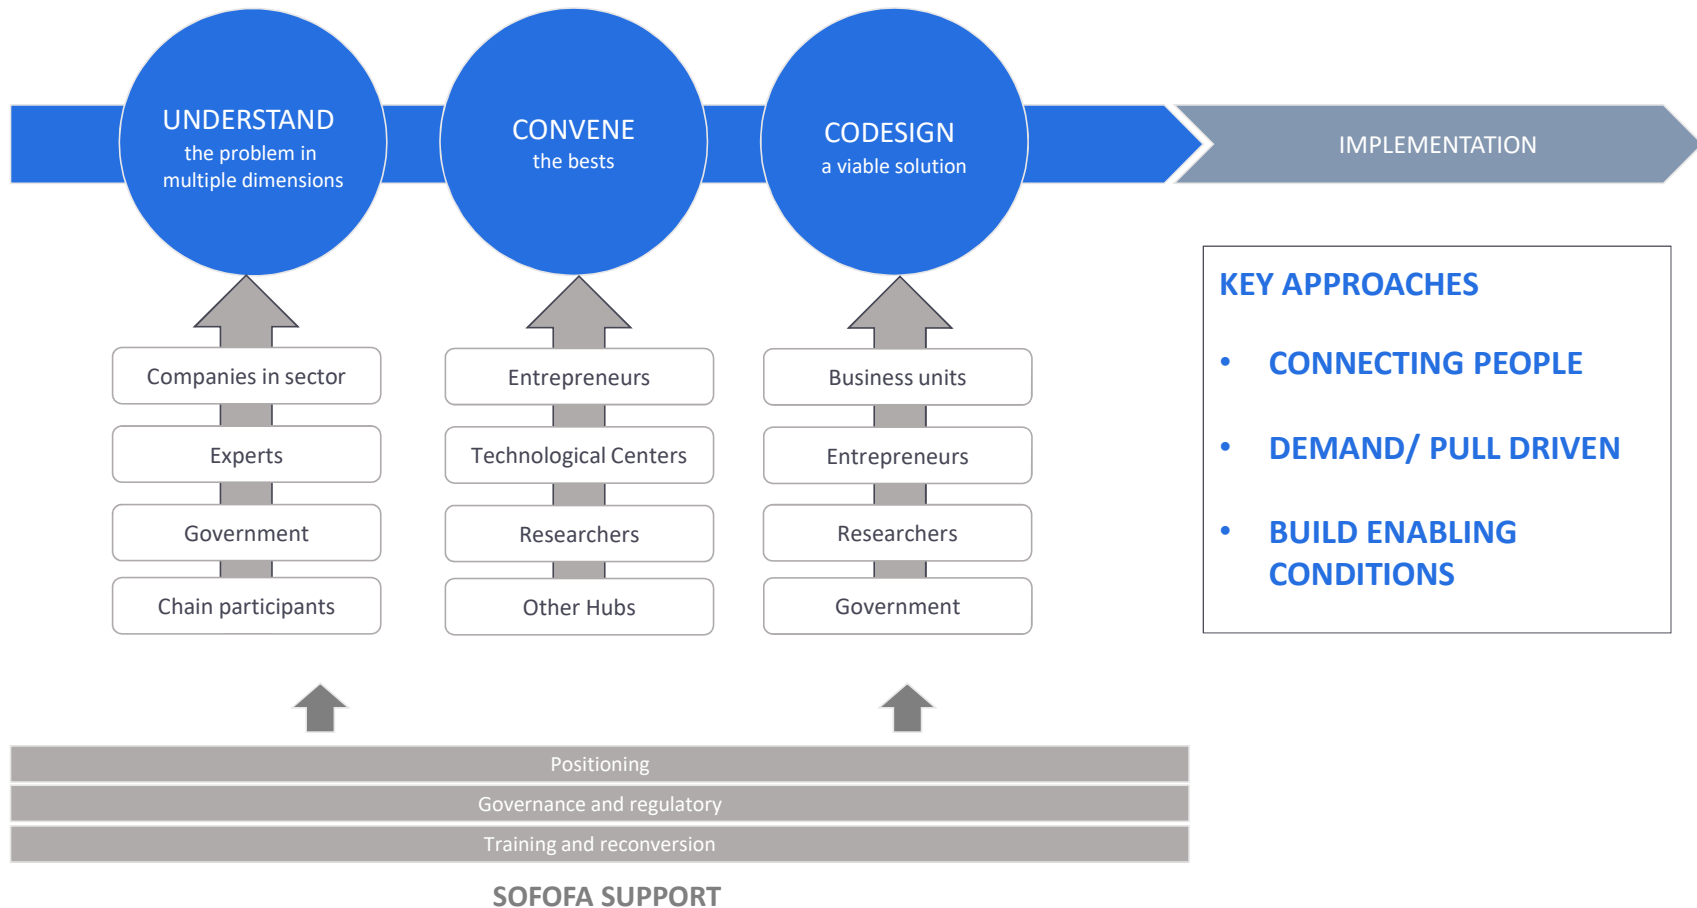 UNDERSTAND
the problem in
multiple dimensions
CONVENE
the bests
CODESIGN
a viable solution
IMPLEMENTATION
Companies in sector
Experts
Government
Chain participants
Entrepreneurs
Technological Centers
Researchers
Other Hubs
Business units
Entrepreneurs
Researchers
Government
KEY APPROACHES
• CONNECTING PEOPLE
• DEMAND/ PULL DRIVEN
• BUILD ENABLING
CONDITIONS
Positioning
Governance and regulatory
Training and reconversion
SOFOFA SUPPORT